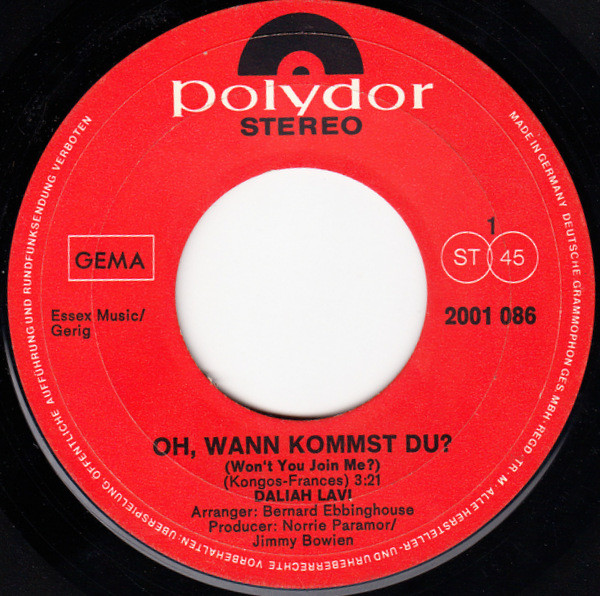 polydor
STEREO
GEMA
1
ST 45
Essex Music/
Gerig
2001 086
OH, WANN KOMMST DU?
(Won't You Join Me?)
(Kongos-Frances) 3:21
DALIAH LAVI
Arranger: Bernard Ebbinghouse
Producer: Norrie Paramor/
Jimmy Bowien
MADE IN GERMANY DEUTSCHE GRAMMOPHON GES. MBH · REGD. TR. M. ALLE HERSTELLER- UND URHEBERRECHTE VORBEHALTEN: ÜBERSPIELUNG, ÖFFENTLICHE AUFFÜHRUNG UND RUNDFUNKSENDUNG VERBOTEN